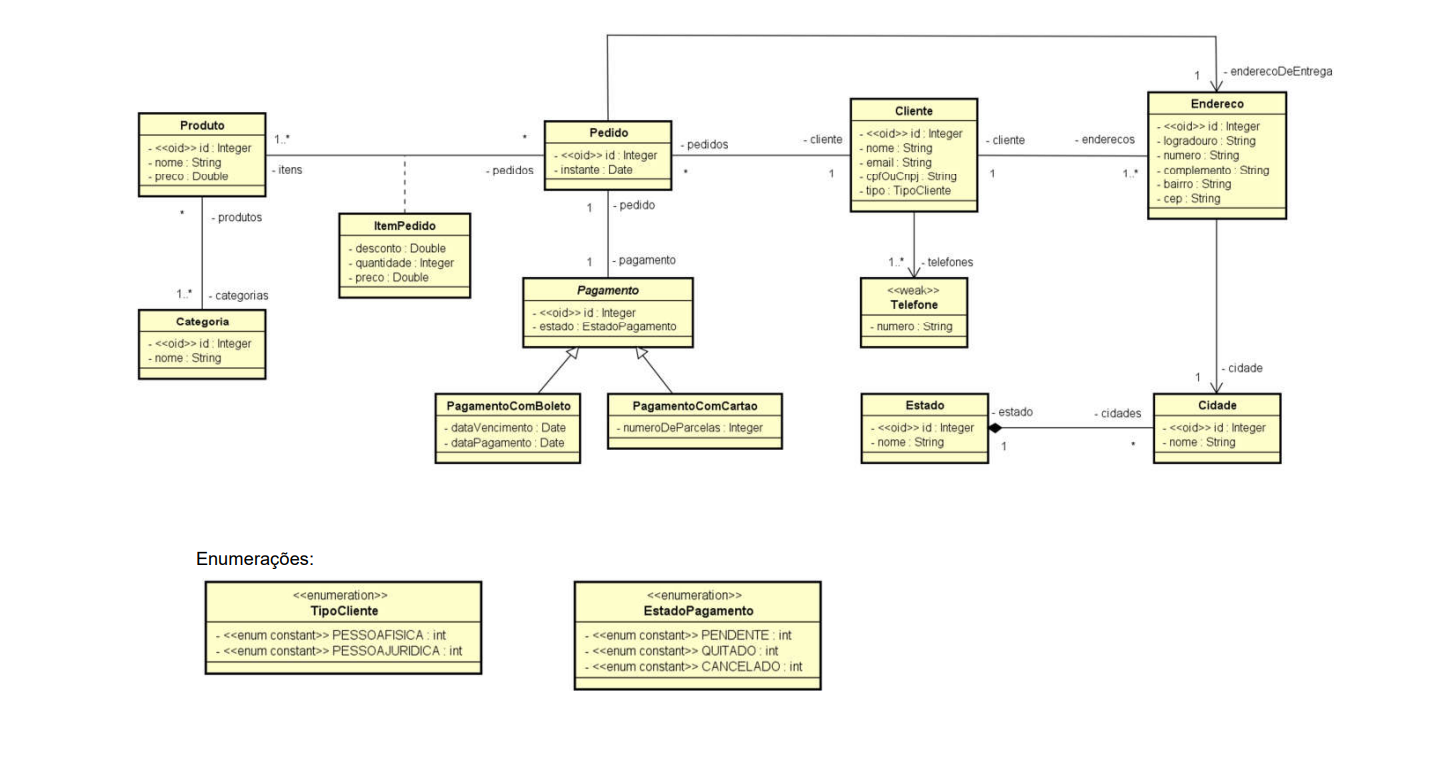 1
- enderecoDeEntrega
Produto
- <<oid>> id : Integer
- nome : String
- preco : Double
1..*
- itens
*
- pedidos
Pedido
- <<oid>> id : Integer
- instante : Date
- pedidos
*
- cliente
1
Cliente
- <<oid>> id : Integer
- nome : String
- email : String
- cpfOuCnpj : String
- tipo : TipoCliente
- cliente
1
- enderecos
1..*
Endereco
- <<oid>> id : Integer
- logradouro : String
- numero : String
- complemento : String
- bairro : String
- cep : String
*
- produtos
1..*
- categorias
Categoria
- <<oid>> id : Integer
- nome : String
ItemPedido
- desconto : Double
- quantidade : Integer
- preco : Double
1
- pedido
1
- pagamento
Pagamento
- <<oid>> id : Integer
- estado : EstadoPagamento
1..*
- telefones
<<weak>>
Telefone
- numero : String
1
- cidade
PagamentoComBoleto
- dataVencimento : Date
- dataPagamento : Date
PagamentoComCartao
- numeroDeParcelas : Integer
Estado
- <<oid>> id : Integer
- nome : String
- estado
1
- cidades
*
Cidade
- <<oid>> id : Integer
- nome : String
Enumerações:
<<enumeration>>
TipoCliente
- <<enum constant>> PESSOAFISICA : int
- <<enum constant>> PESSOAJURIDICA : int
<<enumeration>>
EstadoPagamento
- <<enum constant>> PENDENTE : int
- <<enum constant>> QUITADO : int
- <<enum constant>> CANCELADO : int